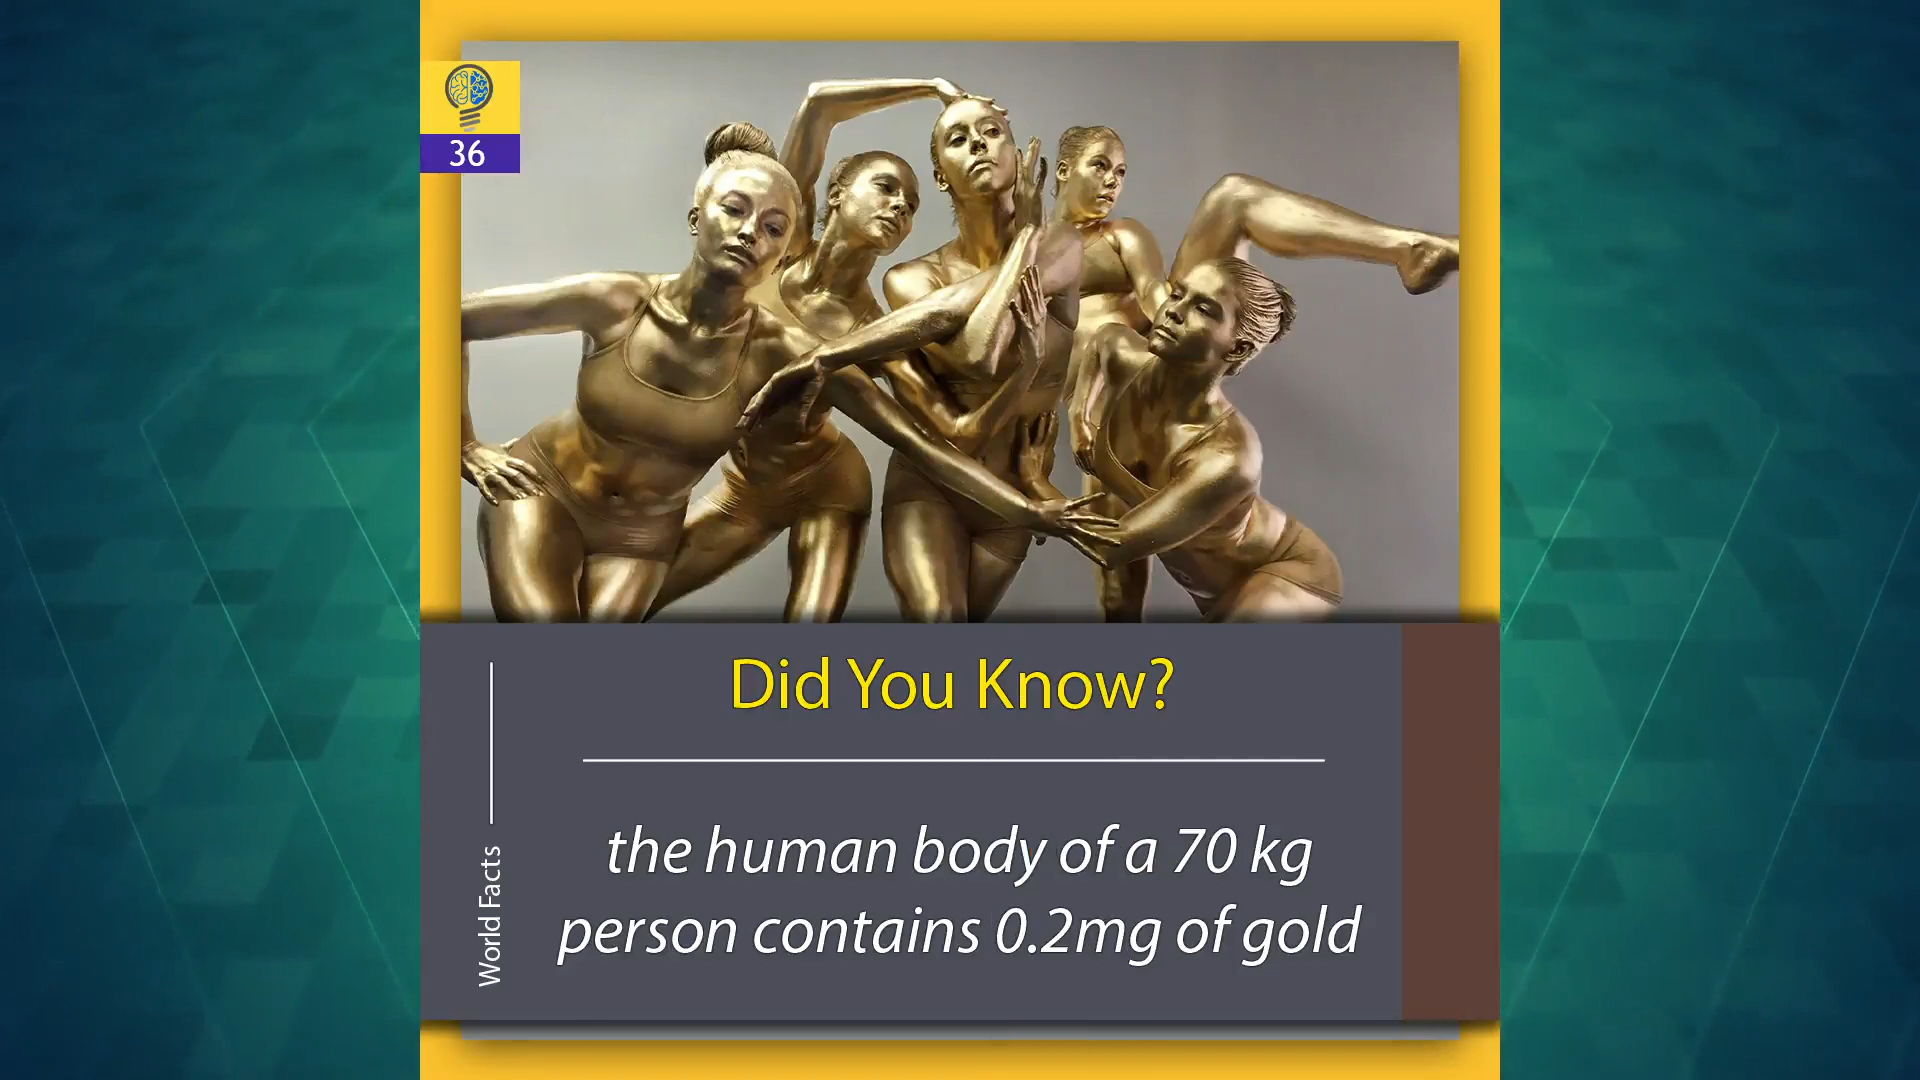 36
Did You Know?
the human body of a 70 kg
person contains 0.2mg of gold
World Facts